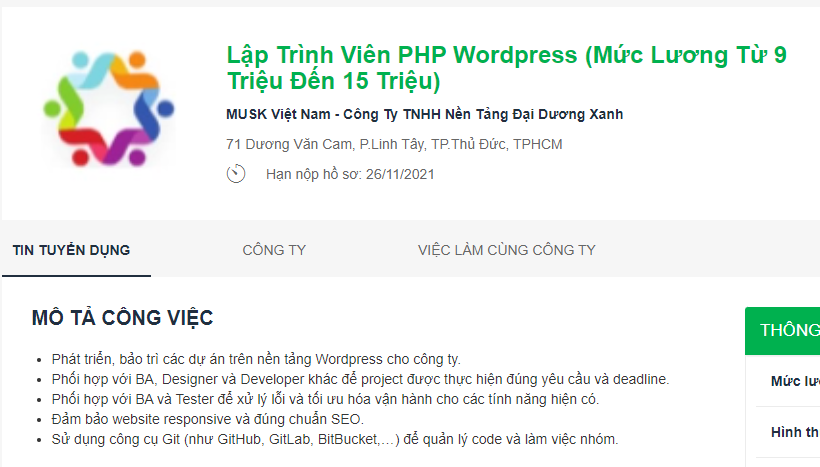 Lập Trình Viên PHP Wordpress (Mức Lương Từ 9
Triệu Đến 15 Triệu)
MUSK Việt Nam - Công Ty TNHH Nền Tảng Đại Dương Xanh
71 Dương Văn Cam, P.Linh Tây, TP.Thủ Đức, TPHCM
Hạn nộp hồ sơ: 26/11/2021
TIN TUYỂN DỤNG CÔNG TY VIỆC LÀM CÙNG CÔNG TY
MÔ TẢ CÔNG VIỆC
THÔNG
• Phát triển, bảo trì các dự án trên nền tảng Wordpress cho công ty.
• Phối hợp với BA, Designer và Developer khác để project được thực hiện đúng yêu cầu và deadline.
• Phối hợp với BA và Tester để xử lý lỗi và tối ưu hóa vận hành cho các tính năng hiện có.
• Đảm bảo website responsive và đúng chuẩn SEO.
• Sử dụng công cụ Git (như GitHub, GitLab, BitBucket,...) để quản lý code và làm việc nhóm.
Mức
Hình